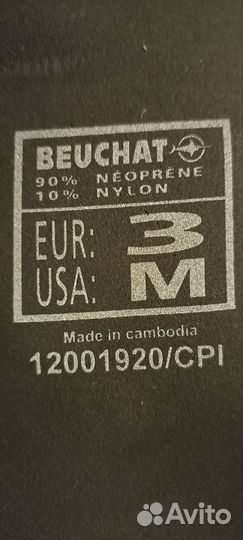 BEUCHAT
90% NÉOPRÈNE
10% NYLON
EUR: 3
USA: M
Made in cambodia
12001920/CPI
Avito